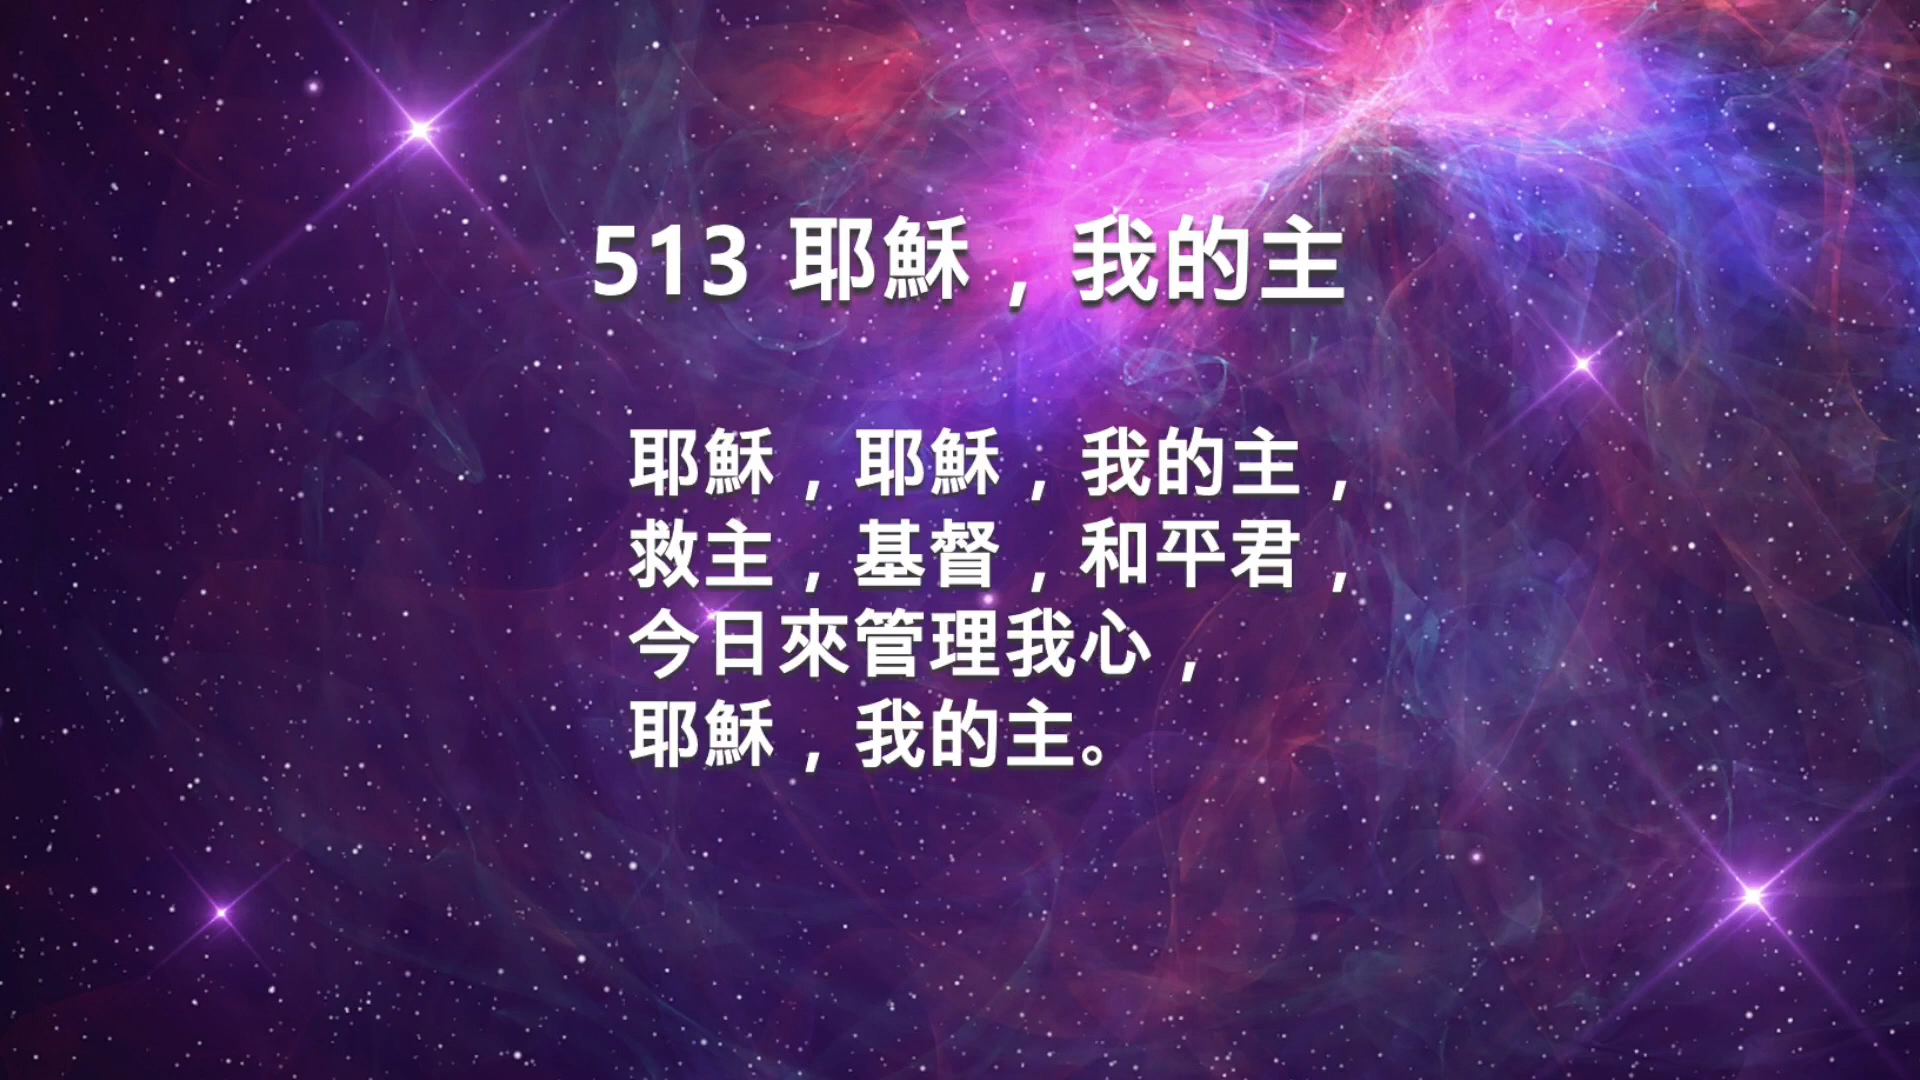 513 耶穌，我的主
耶穌，耶穌，我的主，
救主，基督，和平君，
今日來管理我心，
耶穌，我的主。